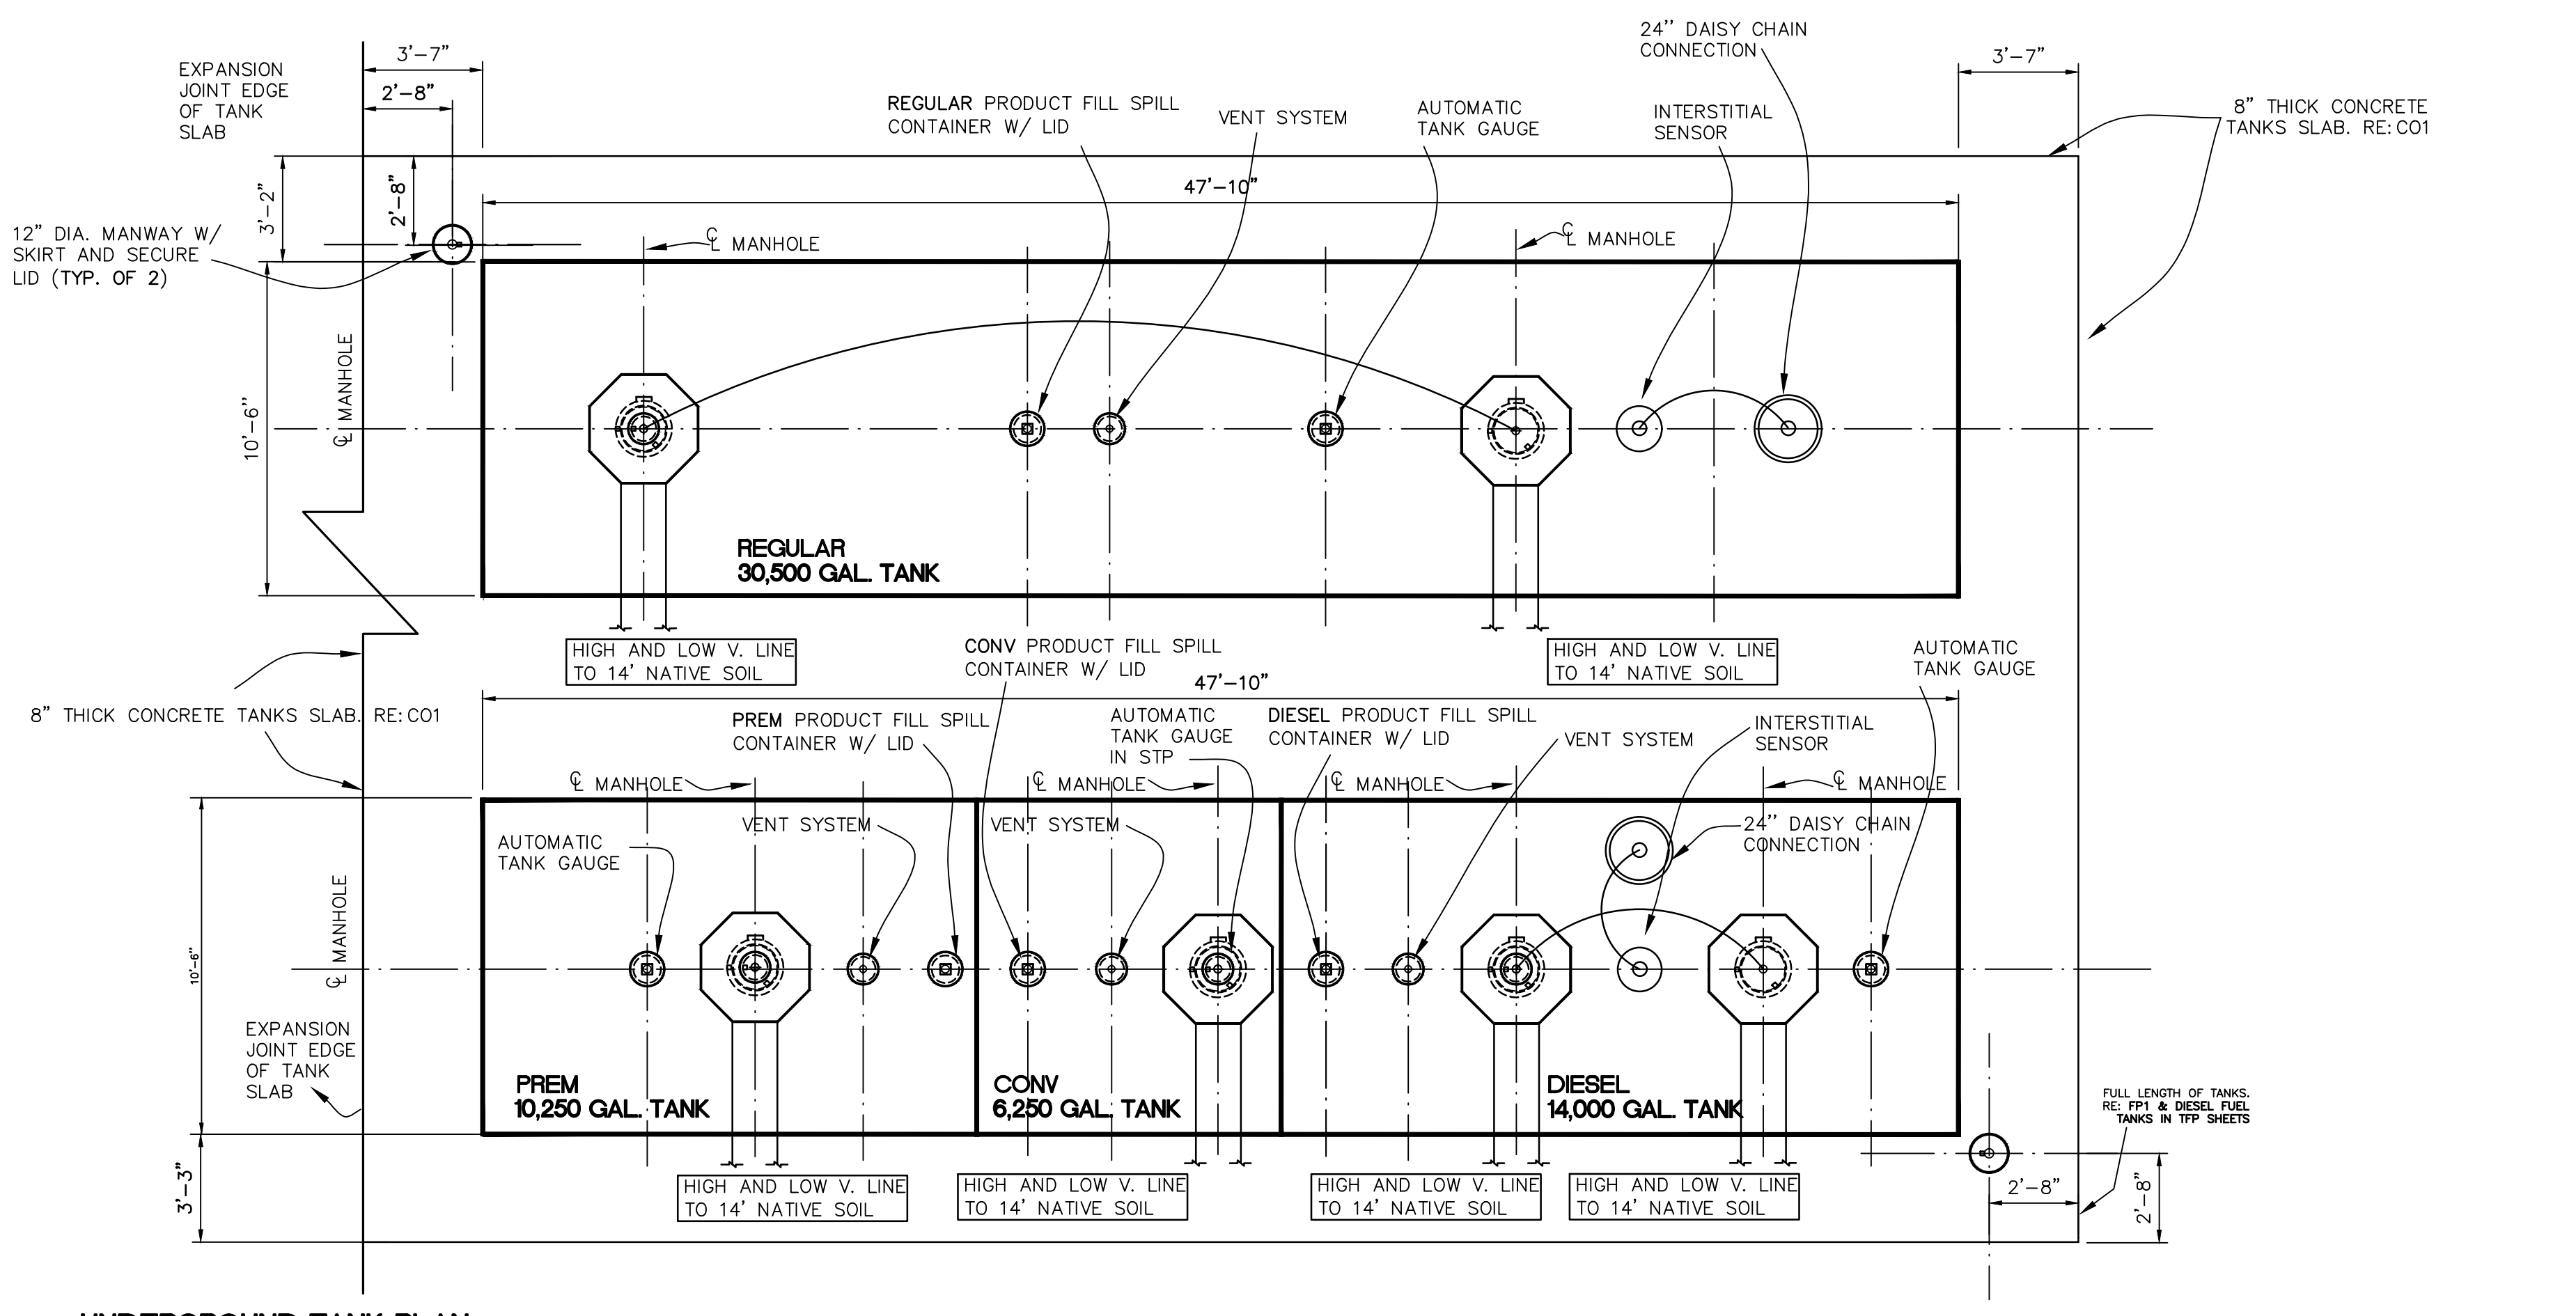 24’’ DAISY CHAIN
CONNECTION
3’-7”
3’-7”
EXPANSION
JOINT EDGE
OF TANK
SLAB
2’-8”
REGULAR PRODUCT FILL SPILL
CONTAINER W/ LID
VENT SYSTEM
AUTOMATIC
TANK GAUGE
INTERSTITIAL
SENSOR
8” THICK CONCRETE
TANKS SLAB. RE: CO1
3’-2”
2’-8”
47’-10”
12” DIA. MANWAY W/
SKIRT AND SECURE
LID (TYP. OF 2)
℄ MANHOLE
℄ MANHOLE
℄ MANHOLE
10’-6”
REGULAR
30,500 GAL. TANK
HIGH AND LOW V. LINE
TO 14’ NATIVE SOIL
HIGH AND LOW V. LINE
TO 14’ NATIVE SOIL
CONV PRODUCT FILL SPILL
CONTAINER W/ LID
AUTOMATIC
TANK GAUGE
47’-10”
8” THICK CONCRETE TANKS SLAB. RE: CO1
PREM PRODUCT FILL SPILL
CONTAINER W/ LID
AUTOMATIC
TANK GAUGE
IN STP
DIESEL PRODUCT FILL SPILL
CONTAINER W/ LID
VENT SYSTEM
INTERSTITIAL
SENSOR
℄ MANHOLE
℄ MANHOLE
℄ MANHOLE
℄ MANHOLE
AUTOMATIC
TANK GAUGE
VENT SYSTEM
VENT SYSTEM
24’’ DAISY CHAIN
CONNECTION
℄ MANHOLE
10’-6”
EXPANSION
JOINT EDGE
OF TANK
SLAB
PREM
10,250 GAL. TANK
CONV
6,250 GAL. TANK
DIESEL
14,000 GAL. TANK
FULL LENGTH OF TANKS.
RE: FP1 & DIESEL FUEL
TANKS IN TFP SHEETS
3’-3”
HIGH AND LOW V. LINE
TO 14’ NATIVE SOIL
HIGH AND LOW V. LINE
TO 14’ NATIVE SOIL
HIGH AND LOW V. LINE
TO 14’ NATIVE SOIL
HIGH AND LOW V. LINE
TO 14’ NATIVE SOIL
2’-8”
2’-8”
UNDERGROUND TANK PLAN